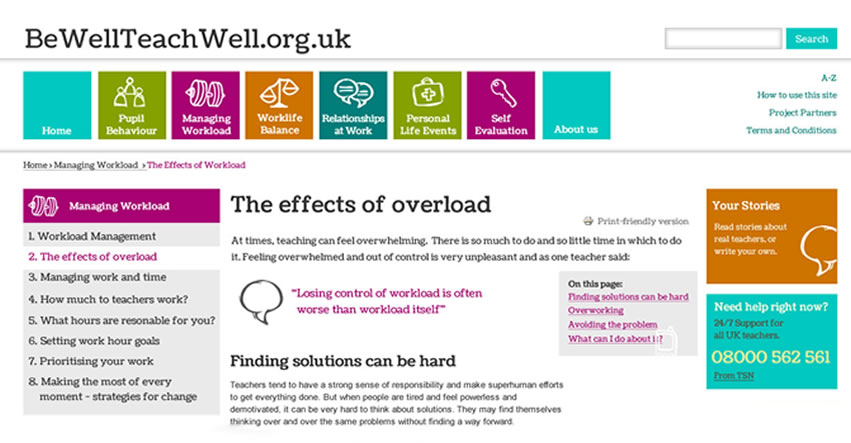 BeWellTeachWell.org.uk
Search
Home
Pupil
Behaviour
Managing
Workload
Worklife
Balance
Relationships
at Work
Personal
Life Events
Self
Evaluation
About us
A-Z
How to use this site
Project Partners
Terms and Conditions
Home › Managing Workload › The Effects of Workload
Managing Workload
1. Workload Management
2. The effects of overload
3. Managing work and time
4. How much to teachers work?
5. What hours are resonable for you?
6. Setting work hour goals
7. Prioritising your work
8. Making the most of every
moment - strategies for change
The effects of overload
Print-friendly version
At times, teaching can feel overwhelming. There is so much to do and so little time in which to do
it. Feeling overwhelmed and out of control is very unpleasant and as one teacher said:
"Losing control of workload is often
worse than workload itself"
On this page:
Finding solutions can be hard
Overworking
Avoiding the problem
What can I do about it?
Finding solutions can be hard
Teachers tend to have a strong sense of responsibility and make superhuman efforts
to get everything done. But when people are tired and feel powerless and
demotivated, it can be very hard to think about solutions. They may find themselves
thinking over and over the same problems without finding a way forward.
Your Stories
Read stories about
real teachers, or
write your own.
Need help right now?
24/7 Support for
all UK teachers.
08000 562 561
From TSN